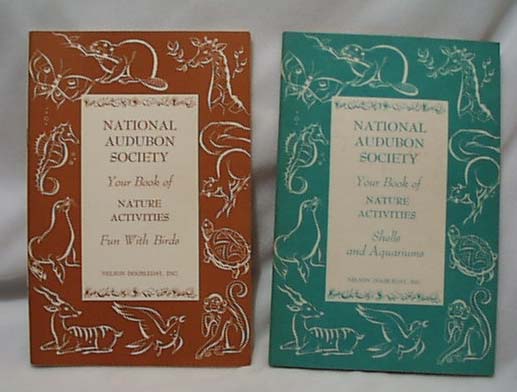 NATIONAL
AUDUBON
SOCIETY
Your Book of
NATURE
ACTIVITIES
Fun With Birds
NELSON DOUBLEDAY, INC.
NATIONAL
AUDUBON
SOCIETY
Your Book of
NATURE
ACTIVITIES
Shells
and Aquariums
NELSON DOUBLEDAY, INC.